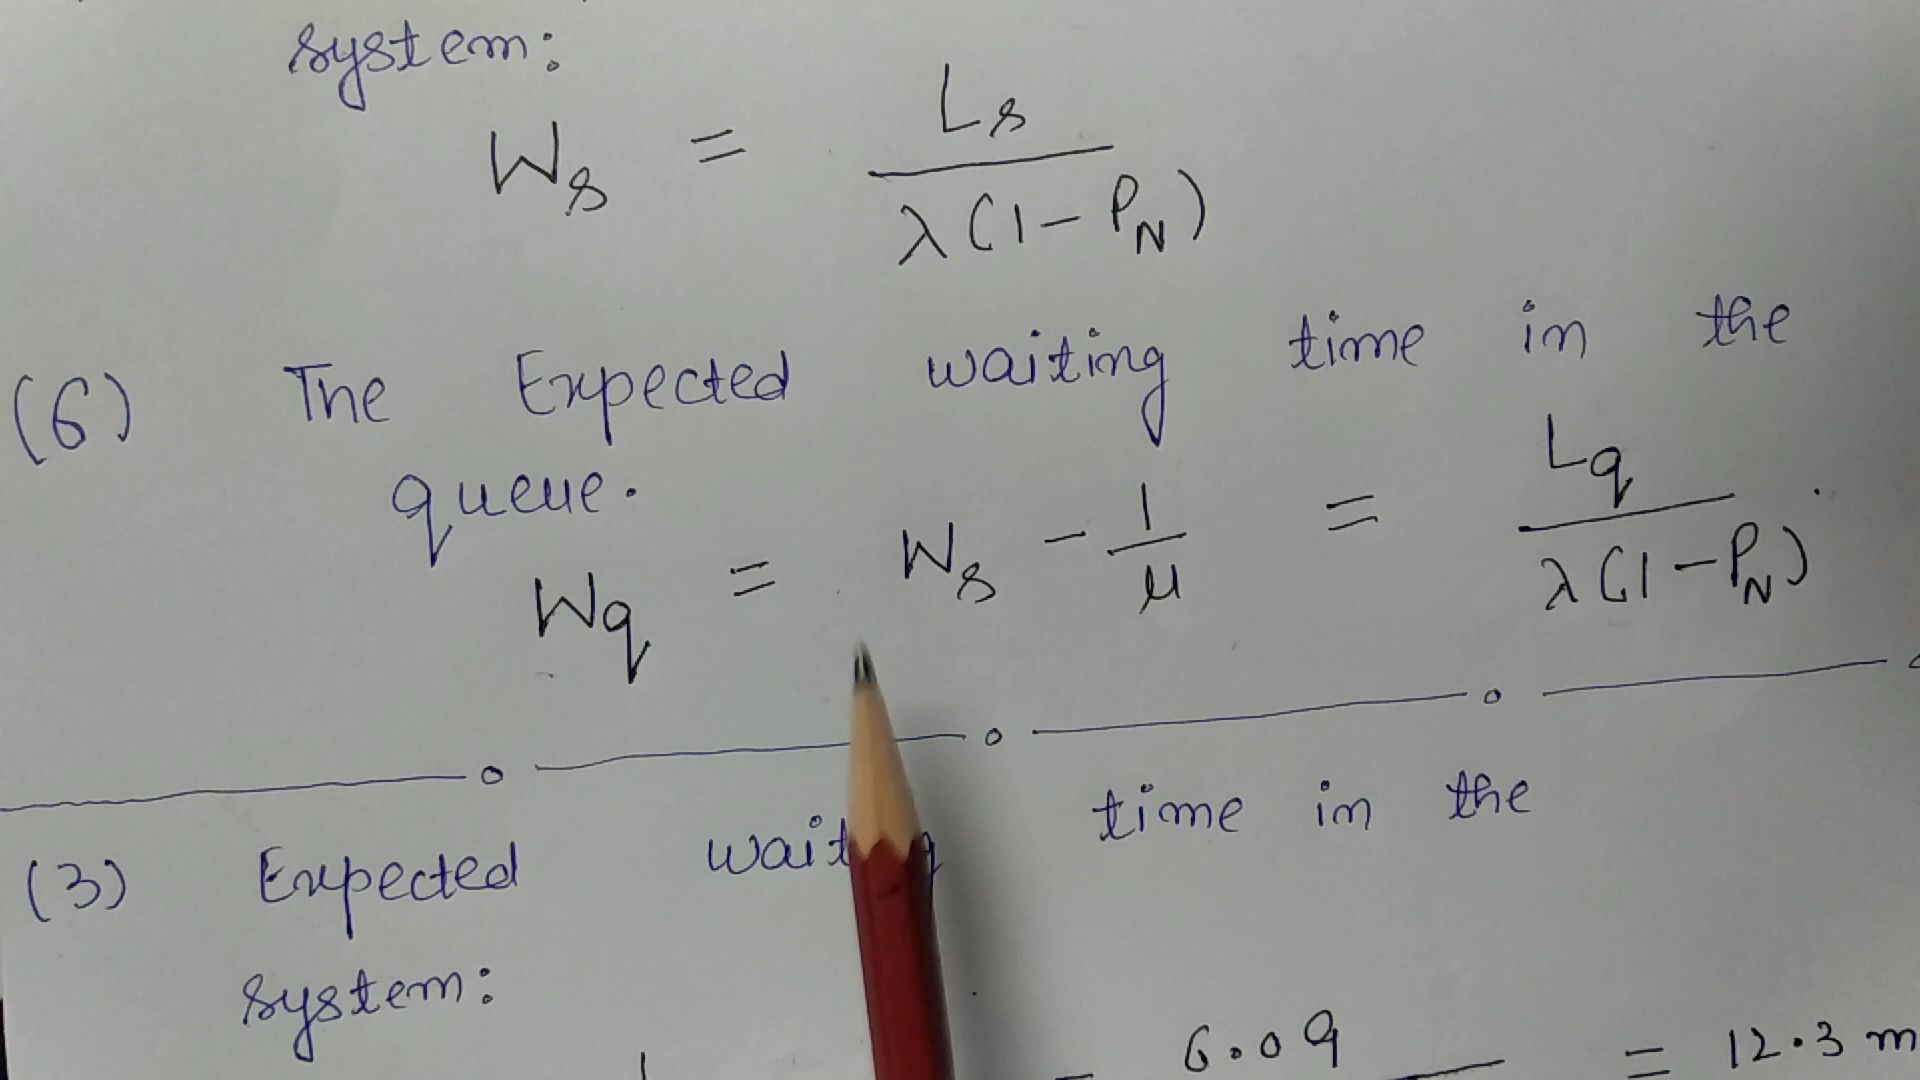 system:
Ws = Ls / λ(1 - PN)
(6) The Expected waiting time in the
queue.
Wq = Ws - 1/μ = Lq / λ(1 - PN)
(3) Expected time in the
system:
6.09 = 12.3 m